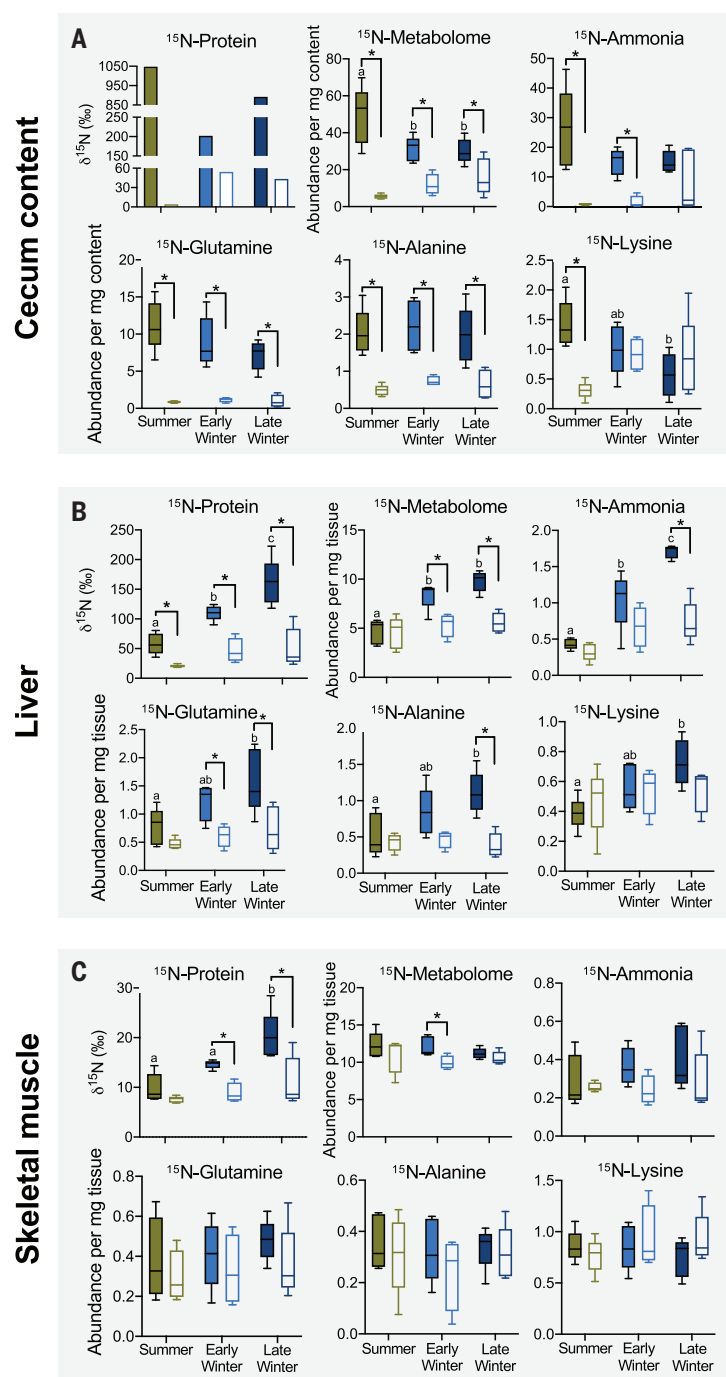 Cecum content
A
¹⁵N-Protein
¹⁵N-Metabolome
¹⁵N-Ammonia
δ¹⁵N (‰)
1050
950
850
200
150
60
30
0
Abundance per mg content
80
60
40
20
0
a
*
b
*
b
*
50
40
30
20
10
0
*
*
¹⁵N-Glutamine
¹⁵N-Alanine
¹⁵N-Lysine
Abundance per mg content
20
15
10
5
0
*
*
*
4
3
2
1
0
*
*
*
2.5
2.0
1.5
1.0
0.5
0.0
a
*
ab
b
Summer
Early
Winter
Late
Winter
Summer
Early
Winter
Late
Winter
Summer
Early
Winter
Late
Winter
Liver
B
¹⁵N-Protein
¹⁵N-Metabolome
¹⁵N-Ammonia
δ¹⁵N (‰)
250
200
150
100
50
0
a
*
b
*
c
*
Abundance per mg tissue
15
10
5
0
a
b
*
b
*
2.0
1.5
1.0
0.5
0.0
a
b
c
*
¹⁵N-Glutamine
¹⁵N-Alanine
¹⁵N-Lysine
Abundance per mg tissue
2.5
2.0
1.5
1.0
0.5
0.0
a
ab
*
b
*
2.0
1.5
1.0
0.5
0.0
a
ab
b
*
1.0
0.8
0.6
0.4
0.2
0.0
a
ab
b
Summer
Early
Winter
Late
Winter
Summer
Early
Winter
Late
Winter
Summer
Early
Winter
Late
Winter
Skeletal muscle
C
¹⁵N-Protein
¹⁵N-Metabolome
¹⁵N-Ammonia
δ¹⁵N (‰)
30
20
10
0
a
a
*
b
*
Abundance per mg tissue
20
15
10
5
0
*
0.8
0.6
0.4
0.2
0.0
¹⁵N-Glutamine
¹⁵N-Alanine
¹⁵N-Lysine
Abundance per mg tissue
0.8
0.6
0.4
0.2
0.0
0.6
0.4
0.2
0.0
1.5
1.0
0.5
0.0
Summer
Early
Winter
Late
Winter
Summer
Early
Winter
Late
Winter
Summer
Early
Winter
Late
Winter